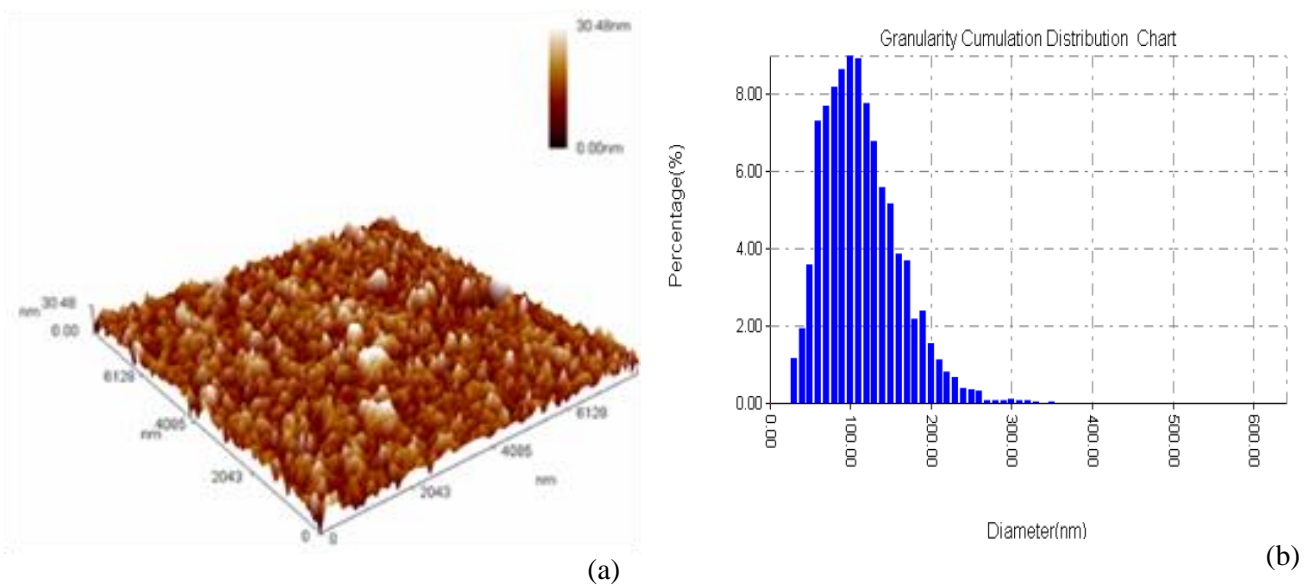 30.48nm
0.00nm
30.48
nm
0.00
6128
4085
nm
2043
0
0
2043
4085
nm
6128
(a)
Granularity Cumulation Distribution Chart
Percentage(%)
8.00
6.00
4.00
2.00
0.00
0.00
100.00
200.00
300.00
400.00
500.00
600.00
Diameter(nm)
(b)